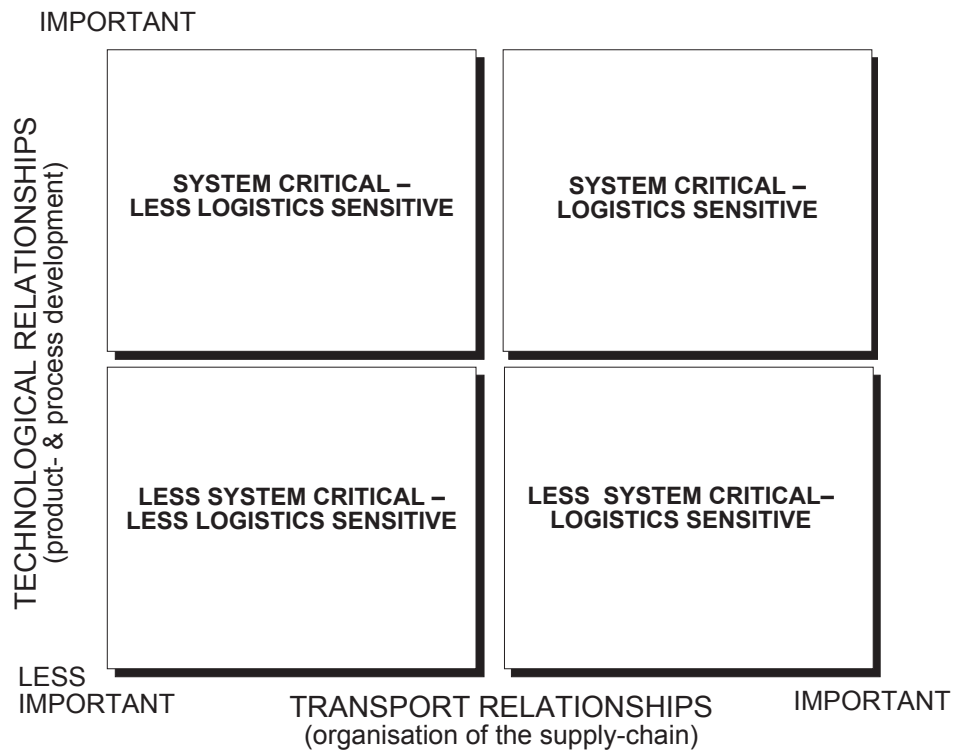 IMPORTANT
TECHNOLOGICAL RELATIONSHIPS
(product- & process development)
SYSTEM CRITICAL –
LESS LOGISTICS SENSITIVE
SYSTEM CRITICAL –
LOGISTICS SENSITIVE
LESS SYSTEM CRITICAL –
LESS LOGISTICS SENSITIVE
LESS SYSTEM CRITICAL–
LOGISTICS SENSITIVE
LESS
IMPORTANT
TRANSPORT RELATIONSHIPS
(organisation of the supply-chain)
IMPORTANT